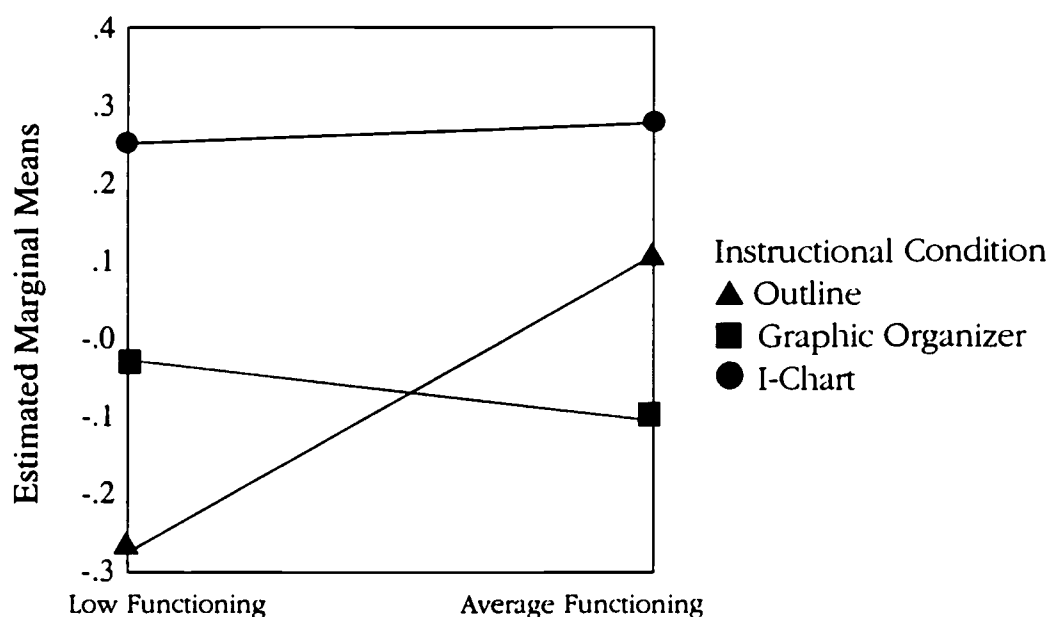 Estimated Marginal Means
.4
.3
.2
.1
-.0
-.1
-.2
-.3
Low Functioning
Average Functioning
Instructional Condition
Outline
Graphic Organizer
I-Chart